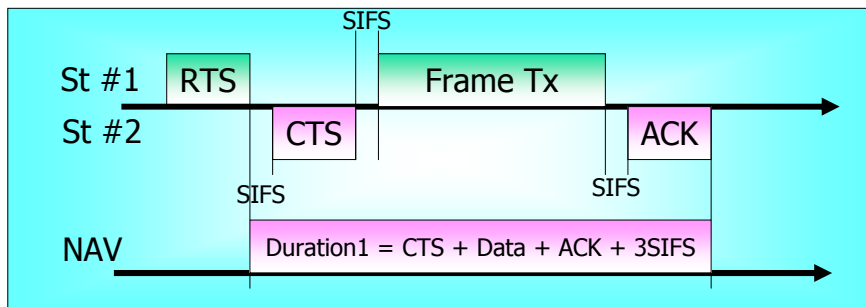 SIFS
St #1 RTS Frame Tx
St #2 CTS ACK
SIFS SIFS
NAV Duration1 = CTS + Data + ACK + 3SIFS